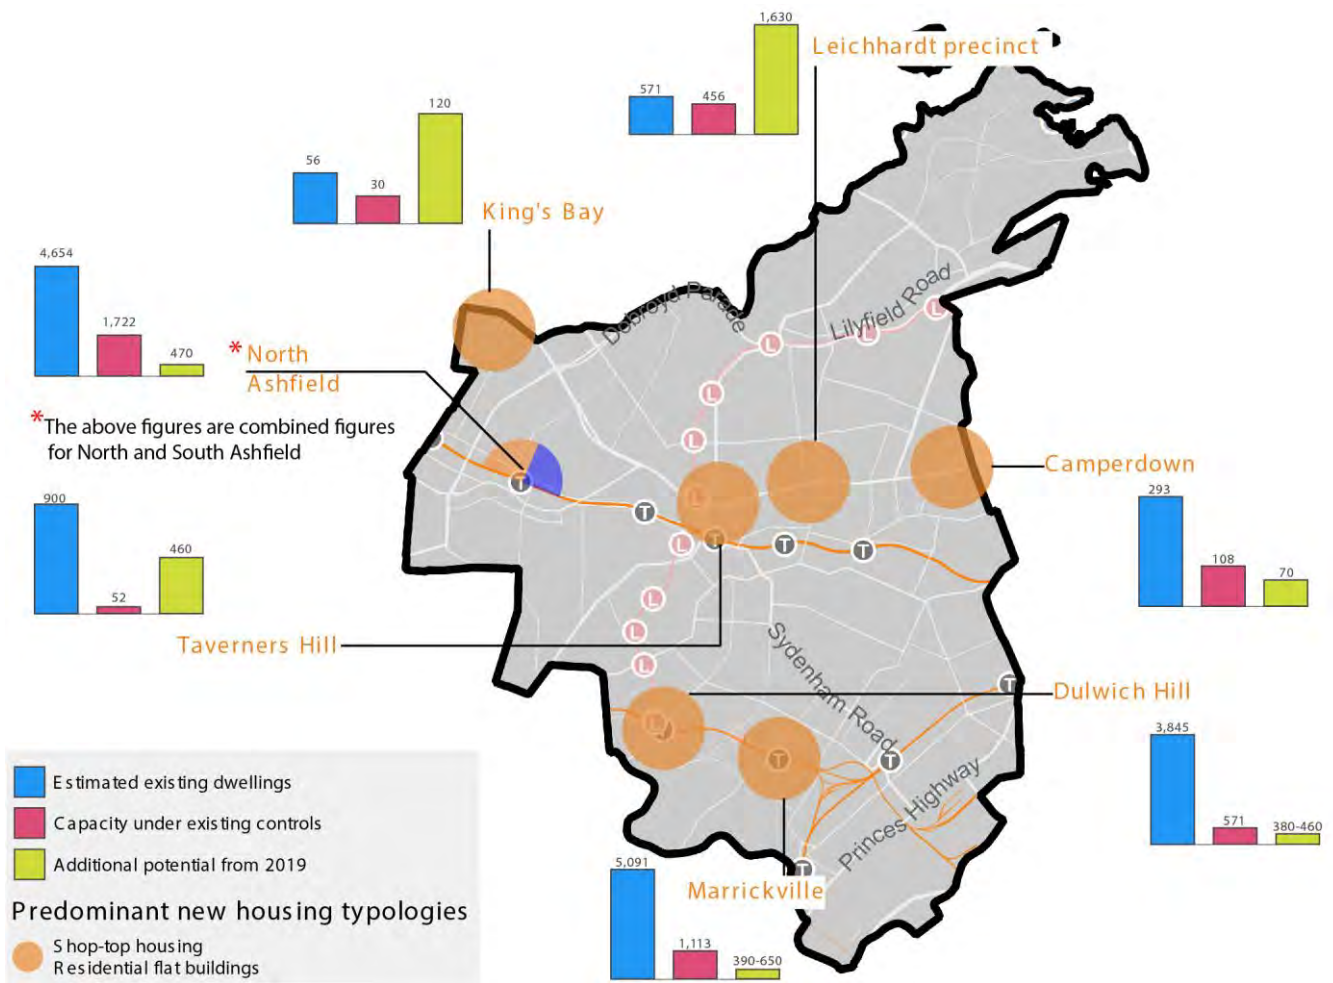 1,630
Leichhardt precinct
571
456
120
56
30
King's Bay
4,654
1,722
470
* North
Ashfield
*The above figures are combined figures
for North and South Ashfield
Dobroyd Parade
Lilyfield Road
L
L
L
L
L
L
T
T
T
T
T
L
L
L
L
Camperdown
293
108
70
900
52
460
Taverners Hill
Sydenham Road
T
Dulwich Hill
L
T
T
Princes Highway
T
3,845
571
380-460
5,091
1,113
390-650
Marrickville
Estimated existing dwellings
Capacity under existing controls
Additional potential from 2019
Predominant new housing typologies
Shop-top housing
Residential flat buildings